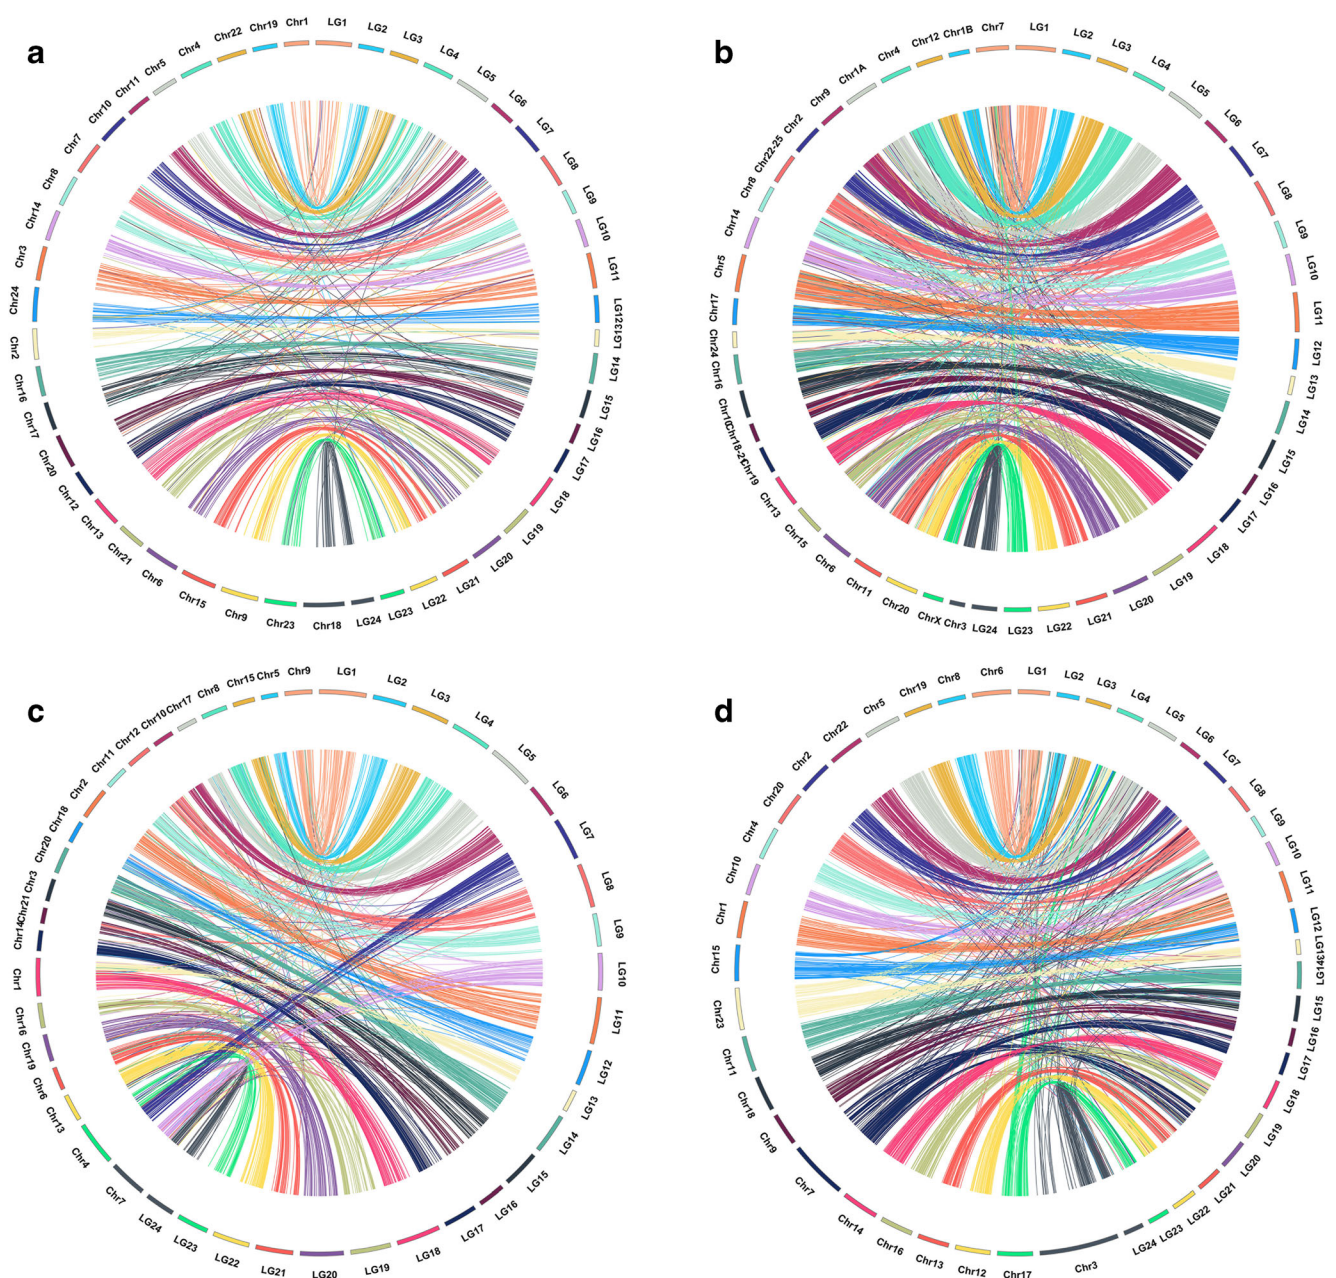 a
Chr1
LG1
LG2
LG3
LG4
LG5
LG6
LG7
LG8
LG9
LG10
LG11
LG12
LG13
LG14
LG15
LG16
LG17
LG18
LG19
LG20
LG21
LG22
LG23
LG24
Chr18
Chr23
Chr9
Chr15
Chr6
Chr21
Chr13
Chr12
Chr20
Chr17
Chr16
Chr2
Chr24
Chr3
Chr14
Chr8
Chr7
Chr10
Chr11
Chr5
Chr4
Chr22
Chr19
b
Chr7
LG1
LG2
LG3
LG4
LG5
LG6
LG7
LG8
LG9
LG10
LG11
LG12
LG13
LG14
LG15
LG16
LG17
LG18
LG19
LG20
LG21
LG22
LG23
LG24
Chr3
ChrX
Chr20
Chr11
Chr6
Chr15
Chr13
Chr19
Chr18-21
Chr10
Chr16
Chr24
Chr17
Chr5
Chr14
Chr8
Chr22-25
Chr2
Chr9
Chr1A
Chr4
Chr12
Chr1B
c
Chr9
LG1
LG2
LG3
LG4
LG5
LG6
LG7
LG8
LG9
LG10
LG11
LG12
LG13
LG14
LG15
LG16
LG17
LG18
LG19
LG20
LG21
LG22
LG23
LG24
Chr7
Chr4
Chr13
Chr6
Chr19
Chr16
Chr1
Chr14
Chr21
Chr3
Chr20
Chr18
Chr2
Chr11
Chr12
Chr10
Chr17
Chr8
Chr15
Chr5
d
Chr6
LG1
LG2
LG3
LG4
LG5
LG6
LG7
LG8
LG9
LG10
LG11
LG12
LG13
LG14
LG15
LG16
LG17
LG18
LG19
LG20
LG21
LG22
LG23
LG24
Chr3
Chr17
Chr12
Chr13
Chr16
Chr14
Chr7
Chr9
Chr18
Chr11
Chr23
Chr15
Chr1
Chr10
Chr4
Chr20
Chr2
Chr22
Chr5
Chr19
Chr8